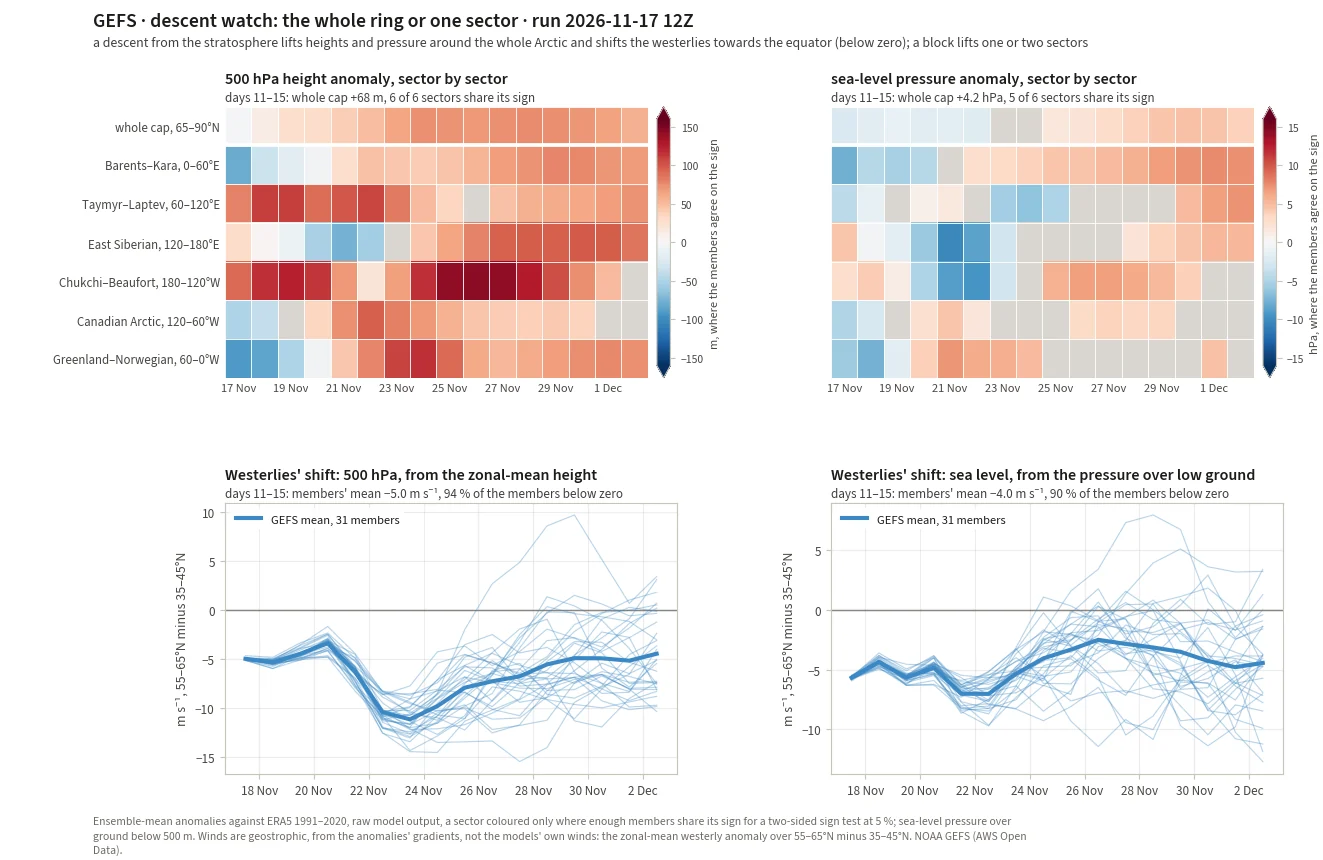 GEFS · descent watch: the whole ring or one sector · run 2026-11-17 12Z
a descent from the stratosphere lifts heights and pressure around the whole Arctic and shifts the westerlies towards the equator (below zero); a block lifts one or two sectors
500 hPa height anomaly, sector by sector
days 11–15: whole cap +68 m, 6 of 6 sectors share its sign
whole cap, 65–90°N
Barents–Kara, 0–60°E
Taymyr–Laptev, 60–120°E
East Siberian, 120–180°E
Chukchi–Beaufort, 180–120°W
Canadian Arctic, 120–60°W
Greenland–Norwegian, 60–0°W
17 Nov 19 Nov 21 Nov 23 Nov 25 Nov 27 Nov 29 Nov 1 Dec
150
100
50
0
−50
−100
−150
m, where the members agree on the sign
sea-level pressure anomaly, sector by sector
days 11–15: whole cap +4.2 hPa, 5 of 6 sectors share its sign
17 Nov 19 Nov 21 Nov 23 Nov 25 Nov 27 Nov 29 Nov 1 Dec
15
10
5
0
−5
−10
−15
hPa, where the members agree on the sign
Westerlies' shift: 500 hPa, from the zonal-mean height
days 11–15: members' mean −5.0 m s⁻¹, 94 % of the members below zero
GEFS mean, 31 members
10
5
0
−5
−10
−15
m s⁻¹, 55–65°N minus 35–45°N
18 Nov 20 Nov 22 Nov 24 Nov 26 Nov 28 Nov 30 Nov 2 Dec
Westerlies' shift: sea level, from the pressure over low ground
days 11–15: members' mean −4.0 m s⁻¹, 90 % of the members below zero
GEFS mean, 31 members
5
0
−5
−10
m s⁻¹, 55–65°N minus 35–45°N
18 Nov 20 Nov 22 Nov 24 Nov 26 Nov 28 Nov 30 Nov 2 Dec
Ensemble-mean anomalies against ERA5 1991–2020, raw model output, a sector coloured only where enough members share its sign for a two-sided sign test at 5 %; sea-level pressure over
ground below 500 m. Winds are geostrophic, from the anomalies' gradients, not the models' own winds: the zonal-mean westerly anomaly over 55–65°N minus 35–45°N. NOAA GEFS (AWS Open
Data).